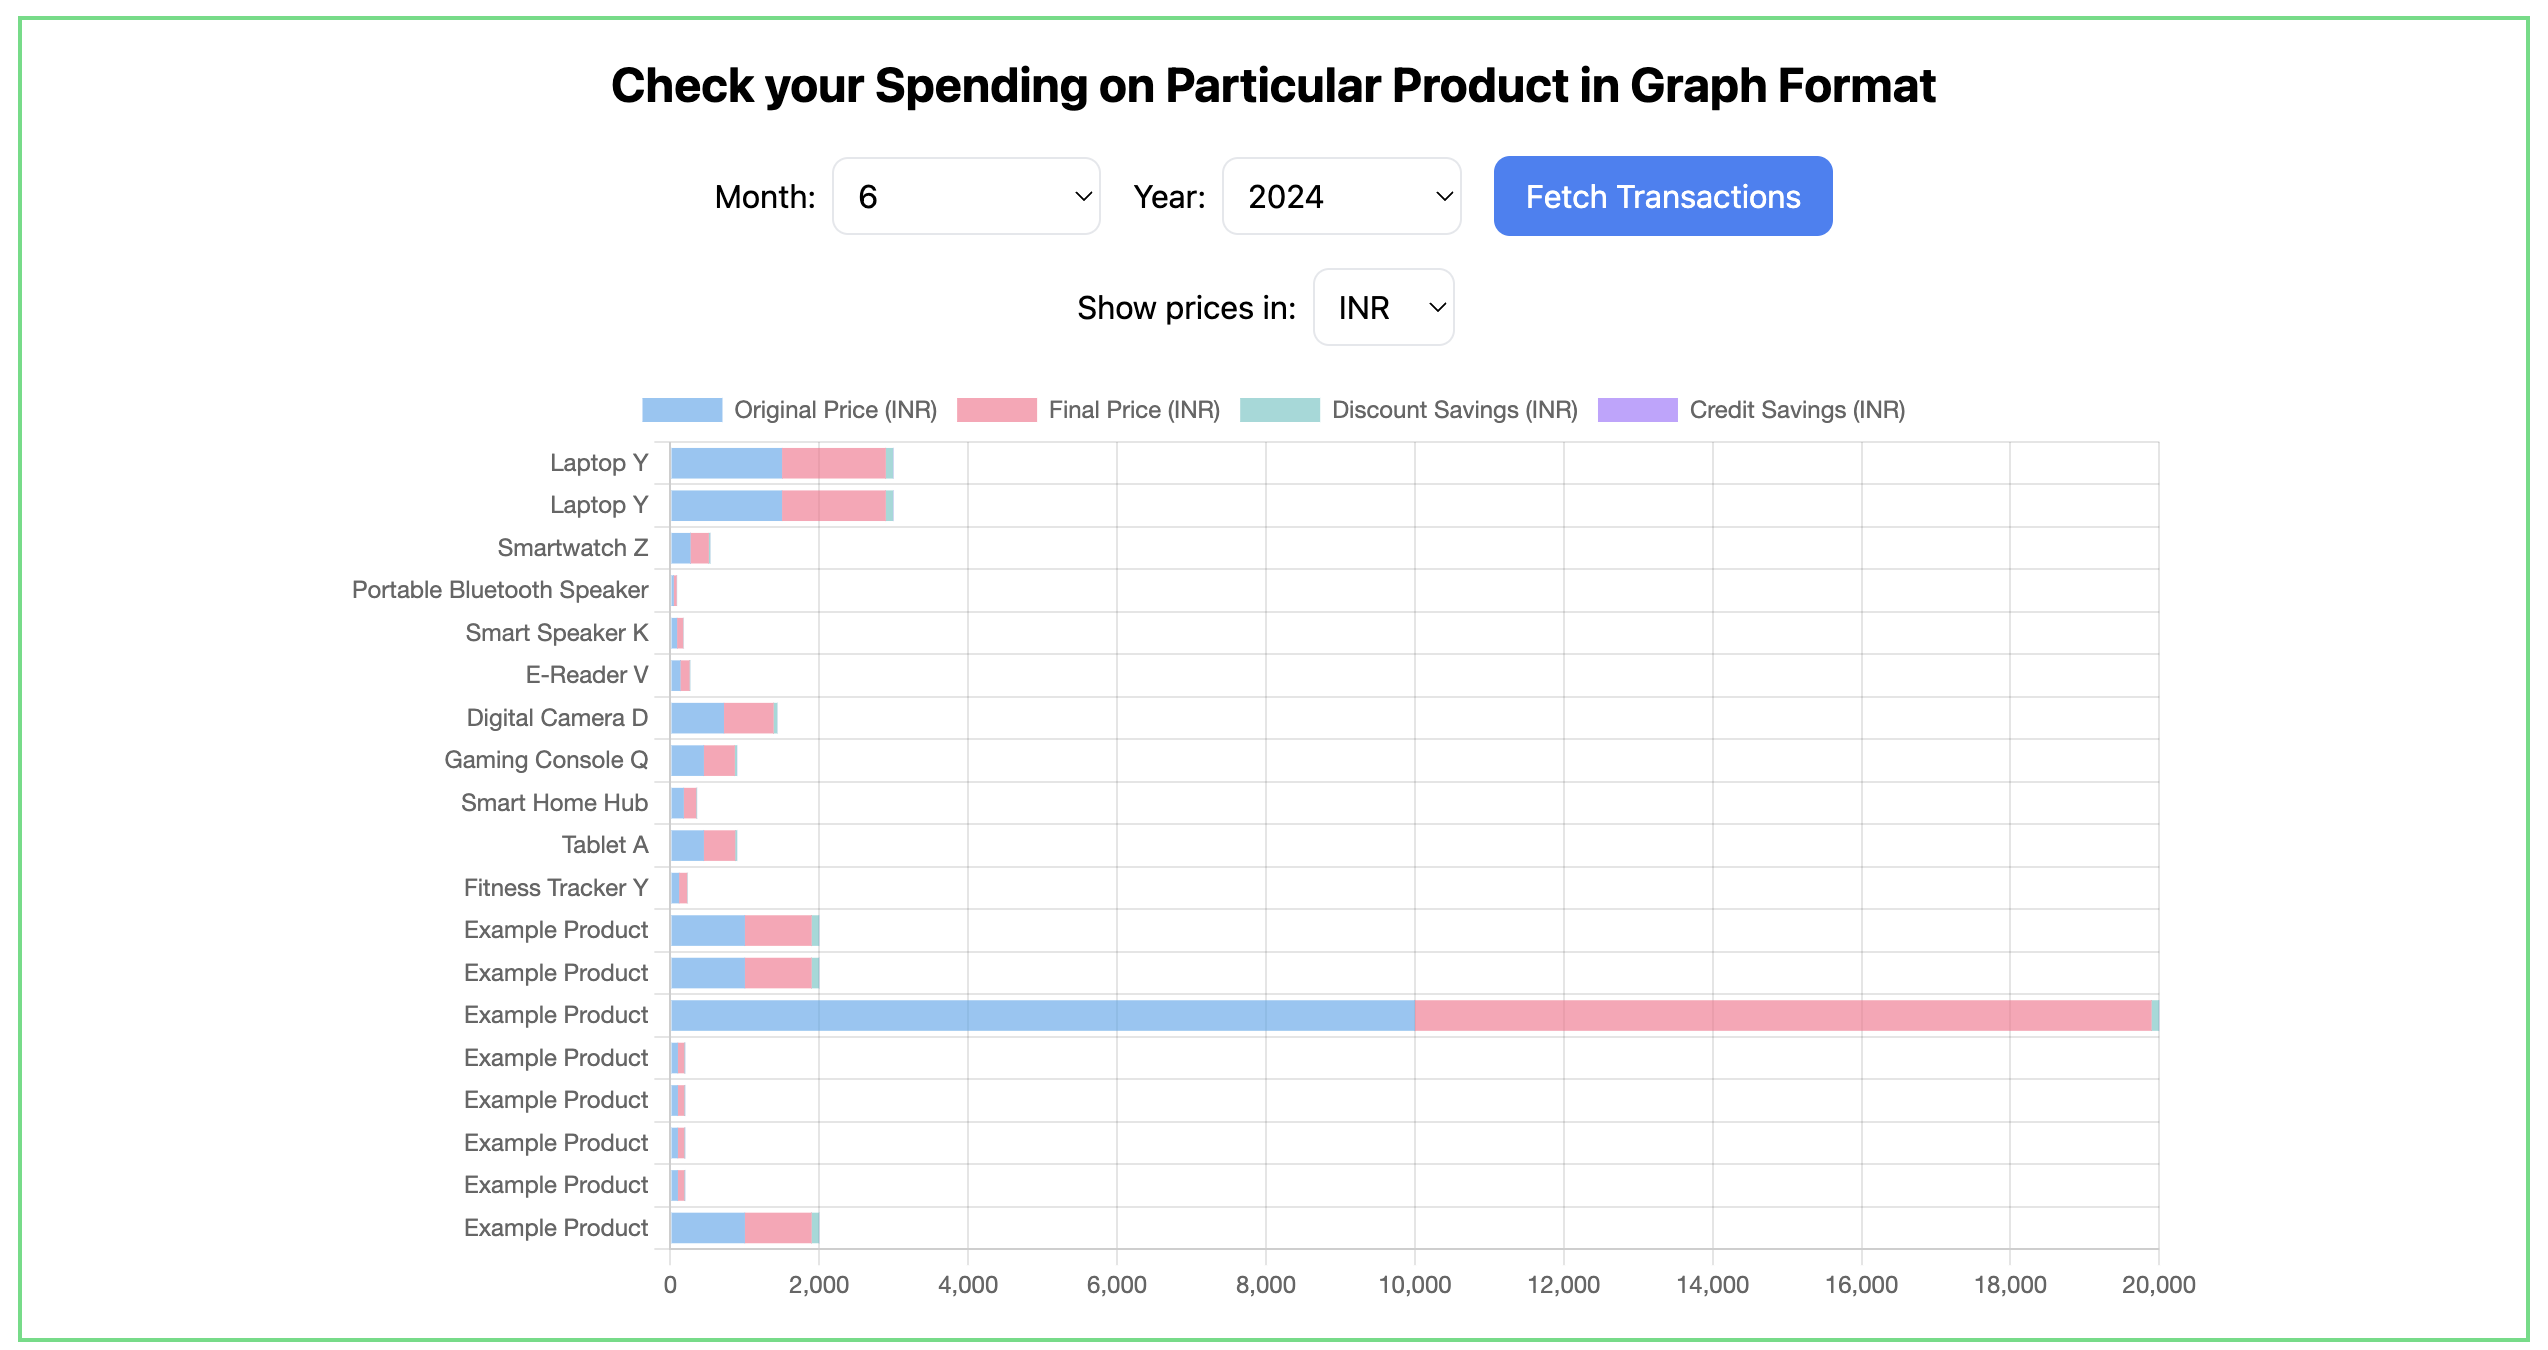 Check your Spending on Particular Product in Graph Format
Month: 6 Year: 2024 Fetch Transactions
Show prices in: INR
Original Price (INR) Final Price (INR) Discount Savings (INR) Credit Savings (INR)
Laptop Y
Laptop Y
Smartwatch Z
Portable Bluetooth Speaker
Smart Speaker K
E-Reader V
Digital Camera D
Gaming Console Q
Smart Home Hub
Tablet A
Fitness Tracker Y
Example Product
Example Product
Example Product
Example Product
Example Product
Example Product
Example Product
Example Product
0 2,000 4,000 6,000 8,000 10,000 12,000 14,000 16,000 18,000 20,000